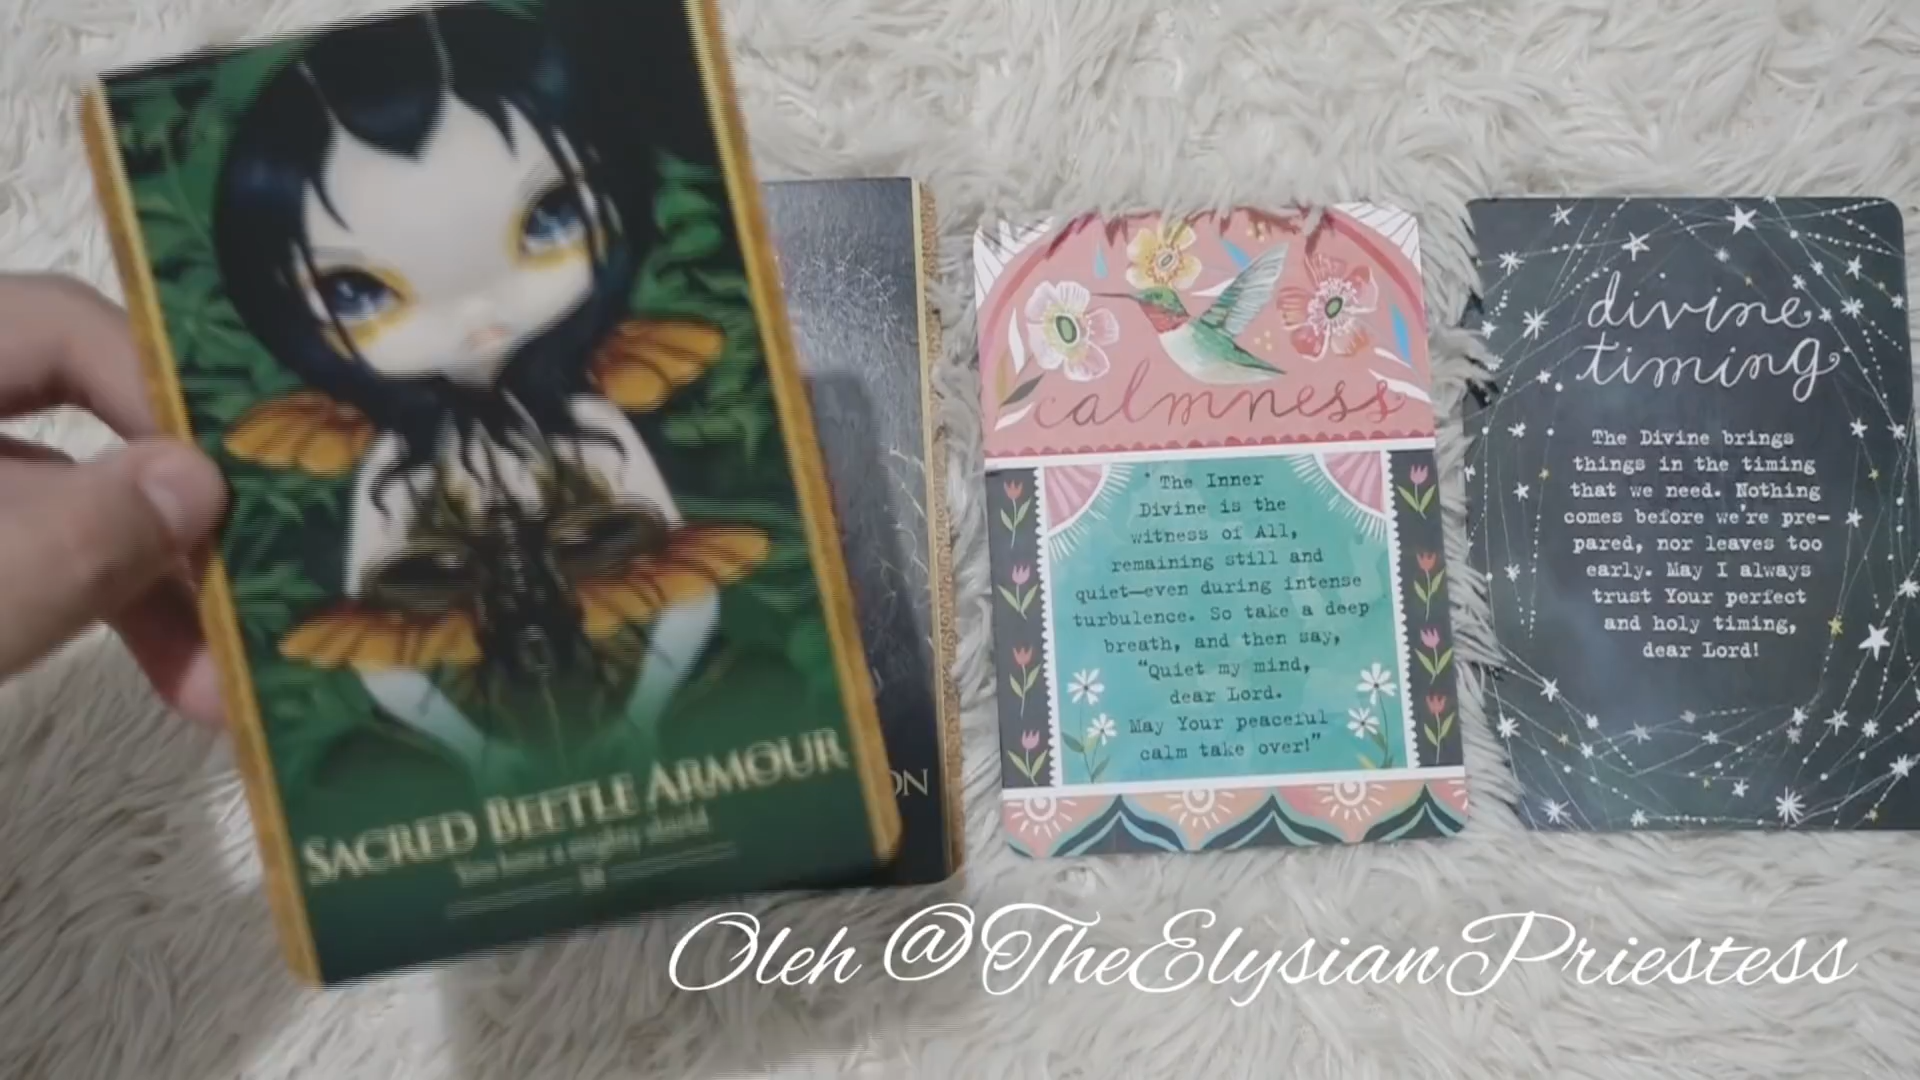 SACRED BEETLE ARMOUR
You have a mighty shield
ON
calmness
The Inner
Divine is the
witness of All,
remaining still and
quiet—even during intense
turbulence. So take a deep
breath, and then say,
“Quiet my mind,
dear Lord.
May Your peaceful
calm take over!”
divine
timing
The Divine brings
things in the timing
that we need. Nothing
comes before we're pre-
pared, nor leaves too
early. May I always
trust Your perfect
and holy timing,
dear Lord!
Oleh @TheElysianPriestess